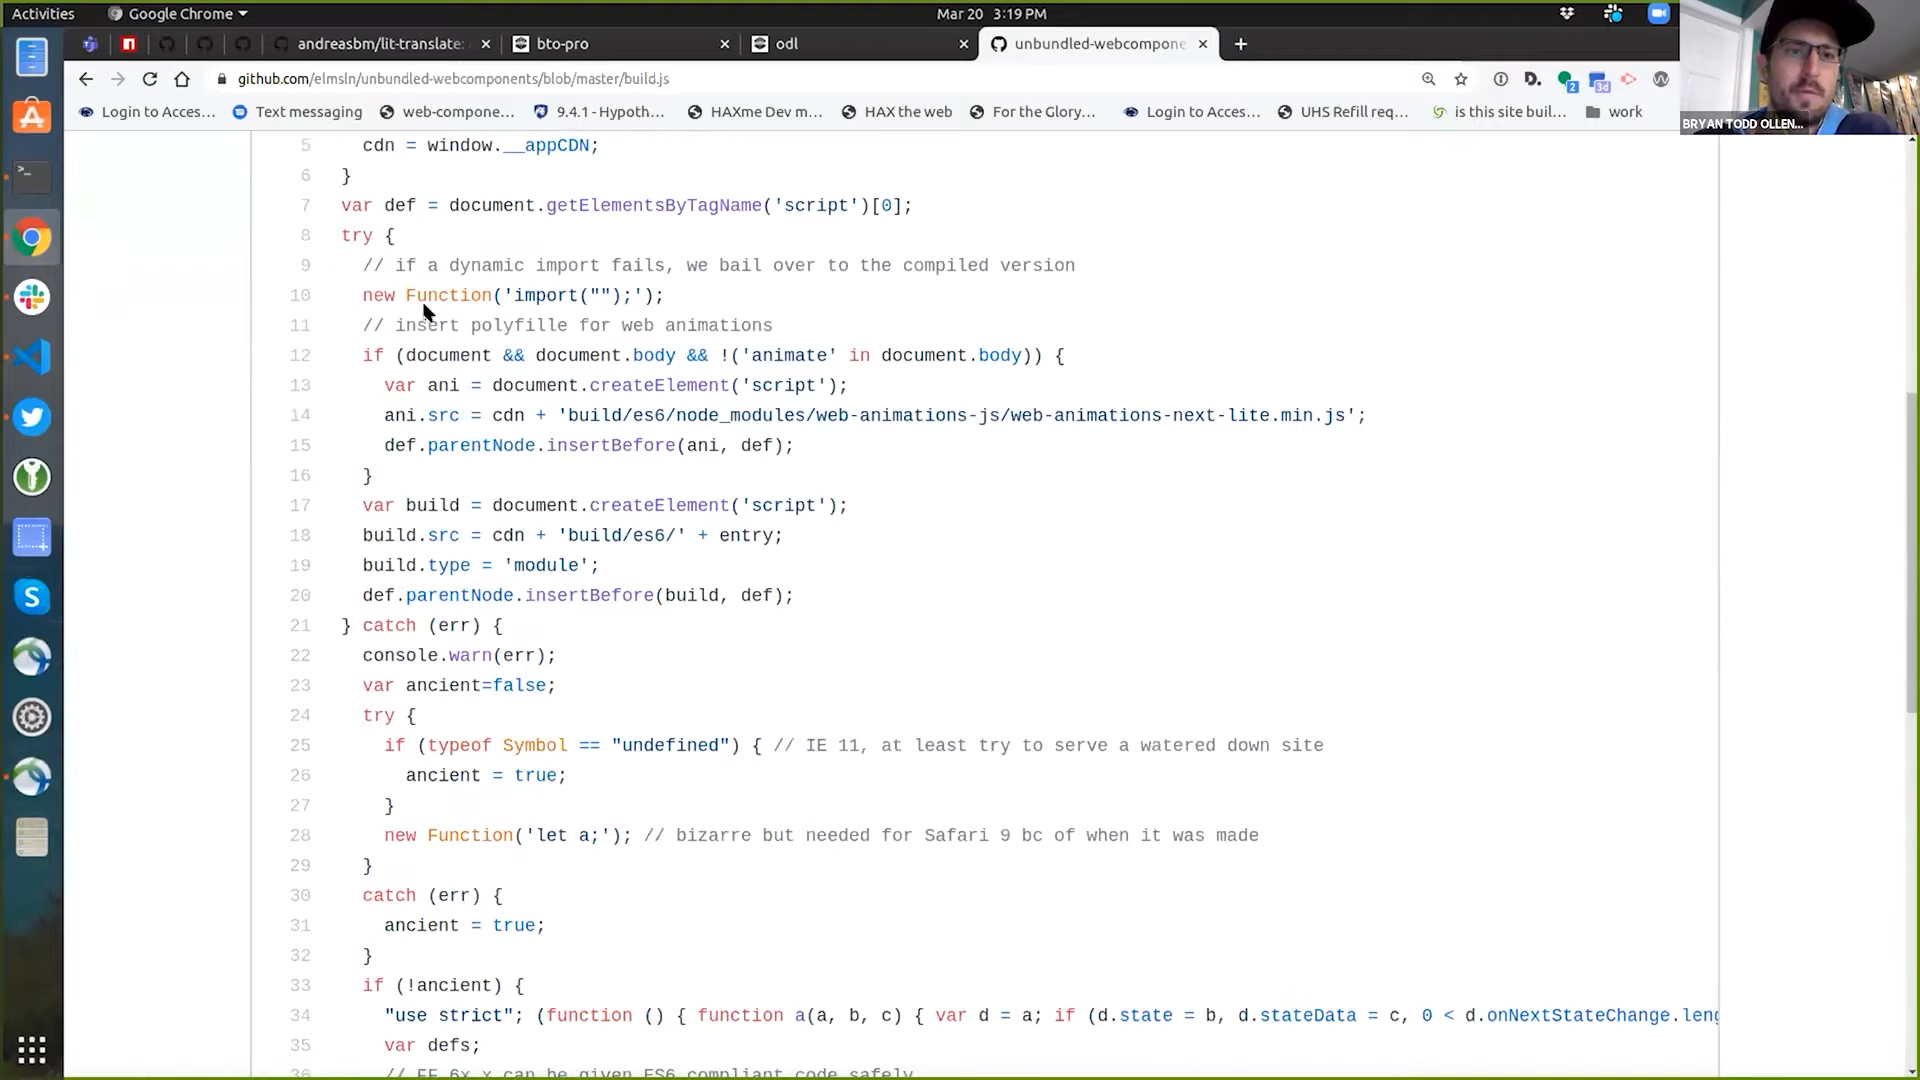 Activities
Google Chrome
Mar 20 3:19 PM
andreasbm/lit-translate:
bto-pro
odl
unbundled-webcompone
github.com/elmsln/unbundled-webcomponents/blob/master/build.js
D.
2
3d
Login to Acces...
Text messaging
web-compone...
9.4.1 - Hypoth...
HAXme Dev m...
HAX the web
For the Glory...
Login to Acces...
UHS Refill req...
is this site buil...
work
BRYAN TODD OLLEN...
5 cdn = window.__appCDN;
6 }
7 var def = document.getElementsByTagName('script')[0];
8 try {
9 // if a dynamic import fails, we bail over to the compiled version
10 new Function('import("");');
11 // insert polyfille for web animations
12 if (document && document.body && !('animate' in document.body)) {
13 var ani = document.createElement('script');
14 ani.src = cdn + 'build/es6/node_modules/web-animations-js/web-animations-next-lite.min.js';
15 def.parentNode.insertBefore(ani, def);
16 }
17 var build = document.createElement('script');
18 build.src = cdn + 'build/es6/' + entry;
19 build.type = 'module';
20 def.parentNode.insertBefore(build, def);
21 } catch (err) {
22 console.warn(err);
23 var ancient=false;
24 try {
25 if (typeof Symbol == "undefined") { // IE 11, at least try to serve a watered down site
26 ancient = true;
27 }
28 new Function('let a;'); // bizarre but needed for Safari 9 bc of when it was made
29 }
30 catch (err) {
31 ancient = true;
32 }
33 if (!ancient) {
34 "use strict"; (function () { function a(a, b, c) { var d = a; if (d.state = b, d.stateData = c, 0 < d.onNextStateChange.leng
35 var defs;
36 // FF 6x.x can be given ES6 compliant code safely